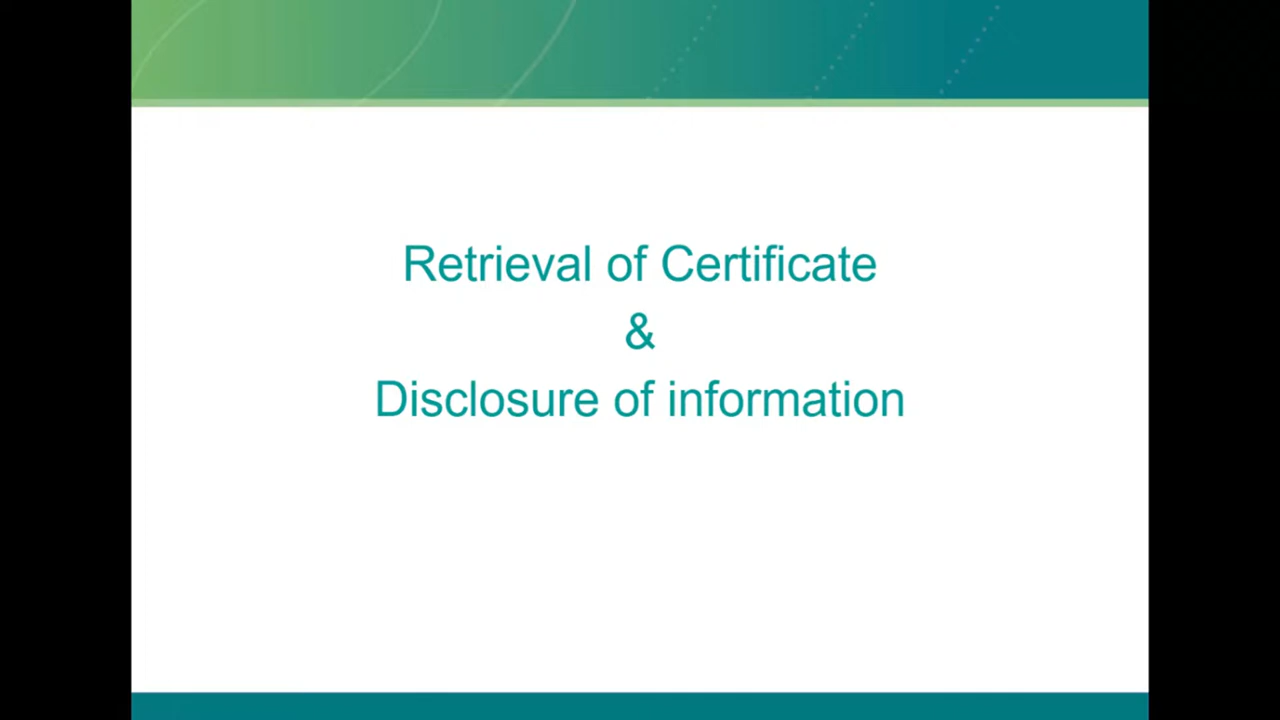 Retrieval of Certificate
&
Disclosure of information